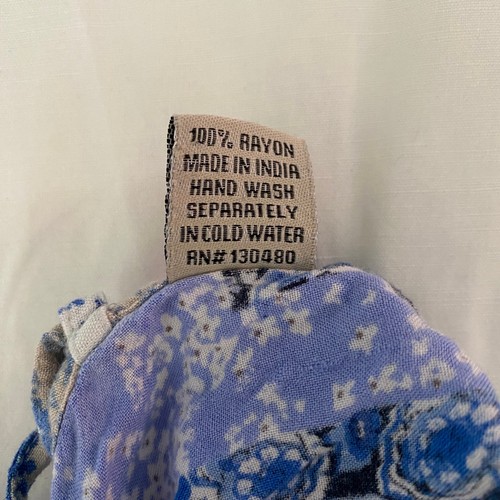 100% RAYON
MADE IN INDIA
HAND WASH
SEPARATELY
IN COLD WATER
RN# 130480